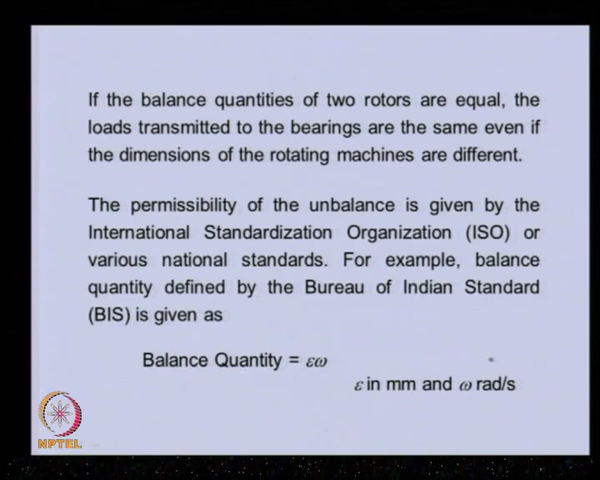 If the balance quantities of two rotors are equal, the
loads transmitted to the bearings are the same even if
the dimensions of the rotating machines are different.
The permissibility of the unbalance is given by the
International Standardization Organization (ISO) or
various national standards. For example, balance
quantity defined by the Bureau of Indian Standard
(BIS) is given as
Balance Quantity = εω
ε in mm and ω rad/s
NPTEL